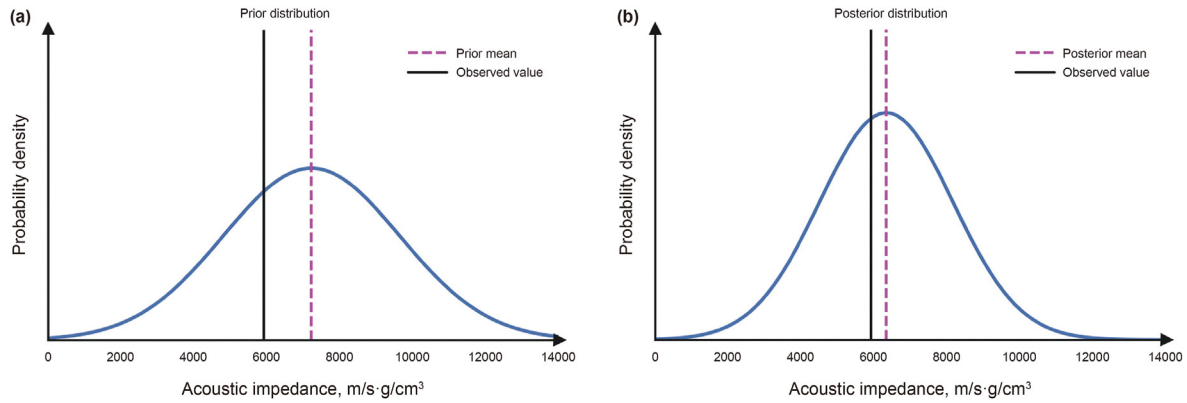 (a)
Prior distribution
Prior mean
Observed value
Probability density
0 2000 4000 6000 8000 10000 12000 14000
Acoustic impedance, m/s·g/cm³
(b)
Posterior distribution
Posterior mean
Observed value
Probability density
0 2000 4000 6000 8000 10000 12000 14000
Acoustic impedance, m/s·g/cm³